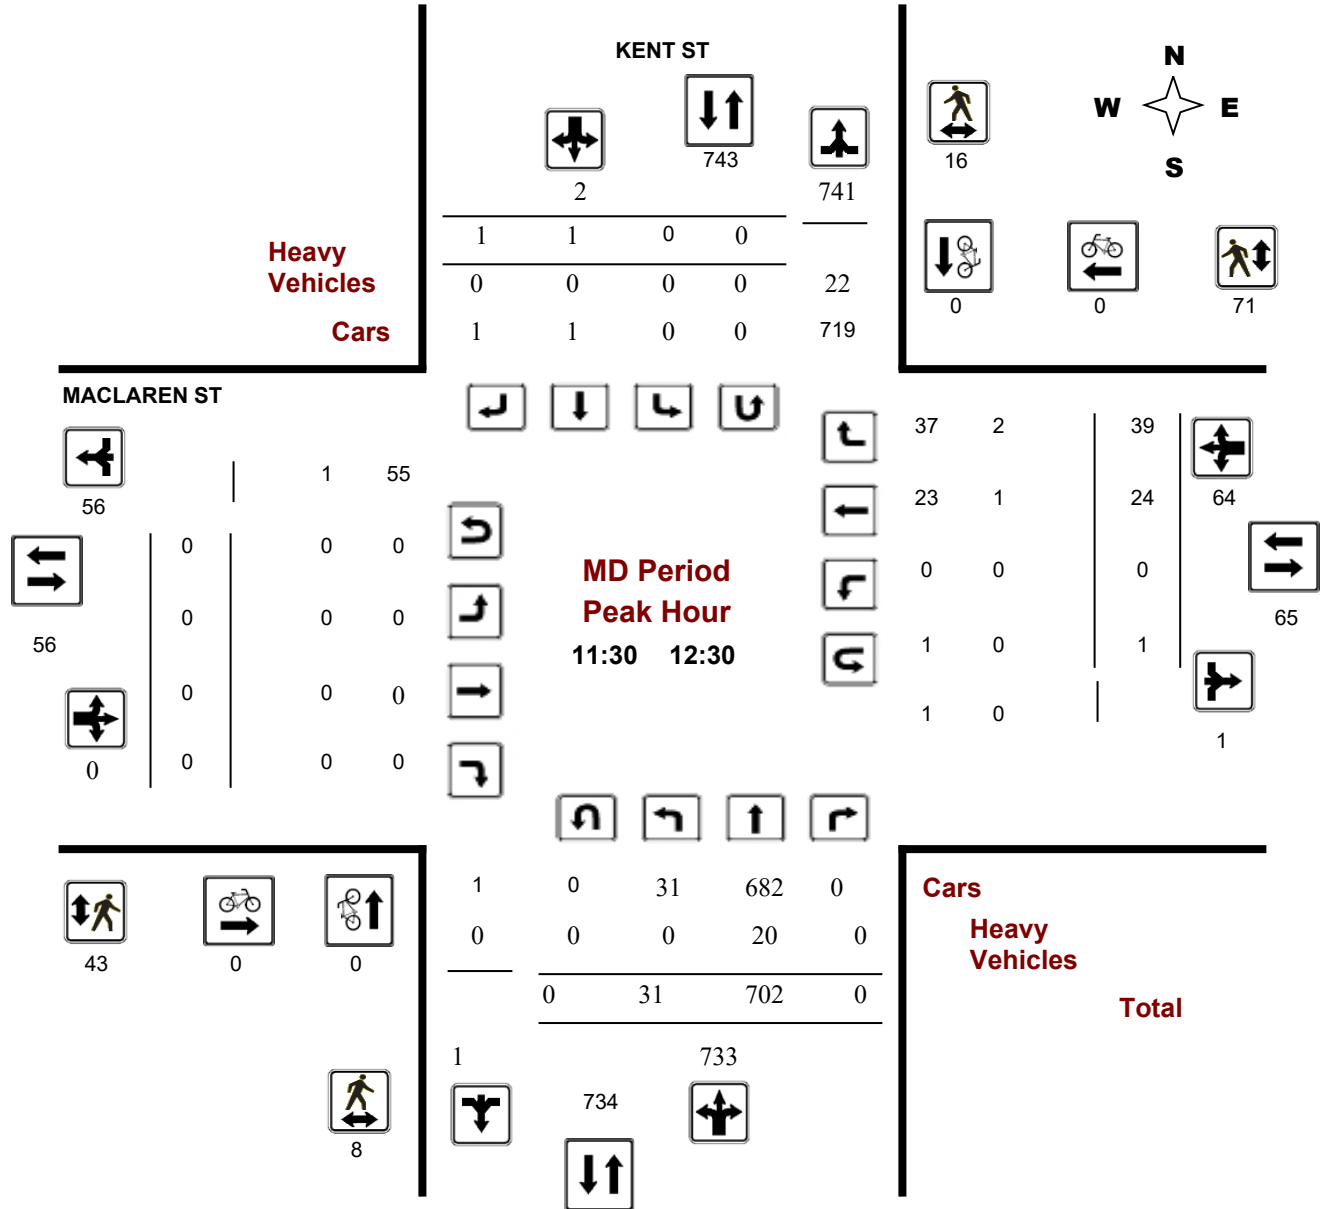 KENT ST
N
W E
S
743
16
2 741
1 1 0 0
Heavy
Vehicles
0 0 0 0 22
Cars
1 1 0 0 719
0 0 71
MACLAREN ST
37 2 39
1 55
56
23 1 24 64
0 0 0
MD Period
0 0 0
Peak Hour
0 0 0
65
56
11:30 12:30
1 0 1
0 0 0
1 0
1
0
0 0 0
1 0 31 682 0
Cars
0 0 0 20 0
Heavy
Vehicles
43 0 0
0 31 702 0
Total
1 733
734
8